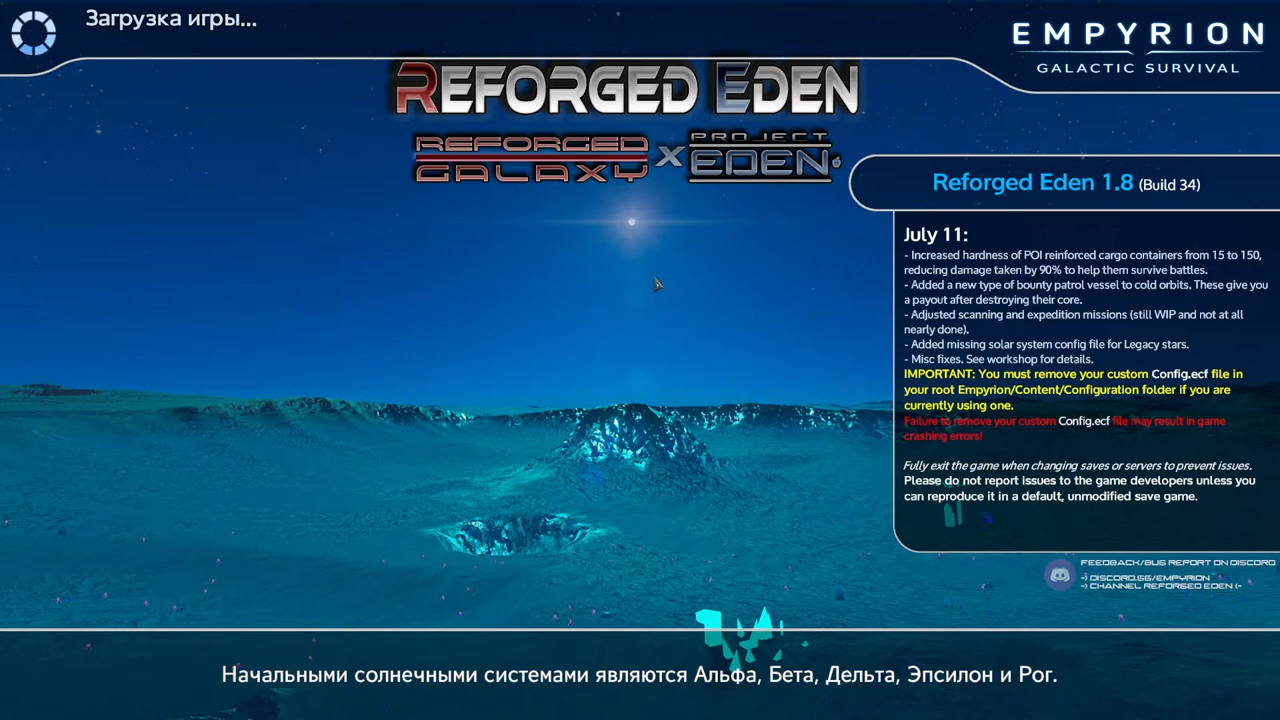 Загрузка игры...
EMPYRION
GALACTIC SURVIVAL
REFORGED EDEN
REFORGED
GALAXY
X
PROJECT
EDEN
Reforged Eden 1.8 (Build 34)
July 11:
- Increased hardness of POI reinforced cargo containers from 15 to 150,
reducing damage taken by 90% to help them survive battles.
- Added a new type of bounty patrol vessel to cold orbits. These give you
a payout after destroying their core.
- Adjusted scanning and expedition missions (still WIP and not at all
nearly done).
- Added missing solar system config file for Legacy stars.
- Misc fixes. See workshop for details.
IMPORTANT: You must remove your custom Config.ecf file in
your root Empyrion/Content/Configuration folder if you are
currently using one.
Failure to remove your custom Config.ecf file may result in game
crashing errors!
Fully exit the game when changing saves or servers to prevent issues.
Please do not report issues to the game developers unless you
can reproduce it in a default, unmodified save game.
FEEDBACK/BUG REPORT ON DISCORD
-> DISCORD.GG/EMPYRION
-> CHANNEL REFORGED EDEN <-
Начальными солнечными системами являются Альфа, Бета, Дельта, Эпсилон и Рог.